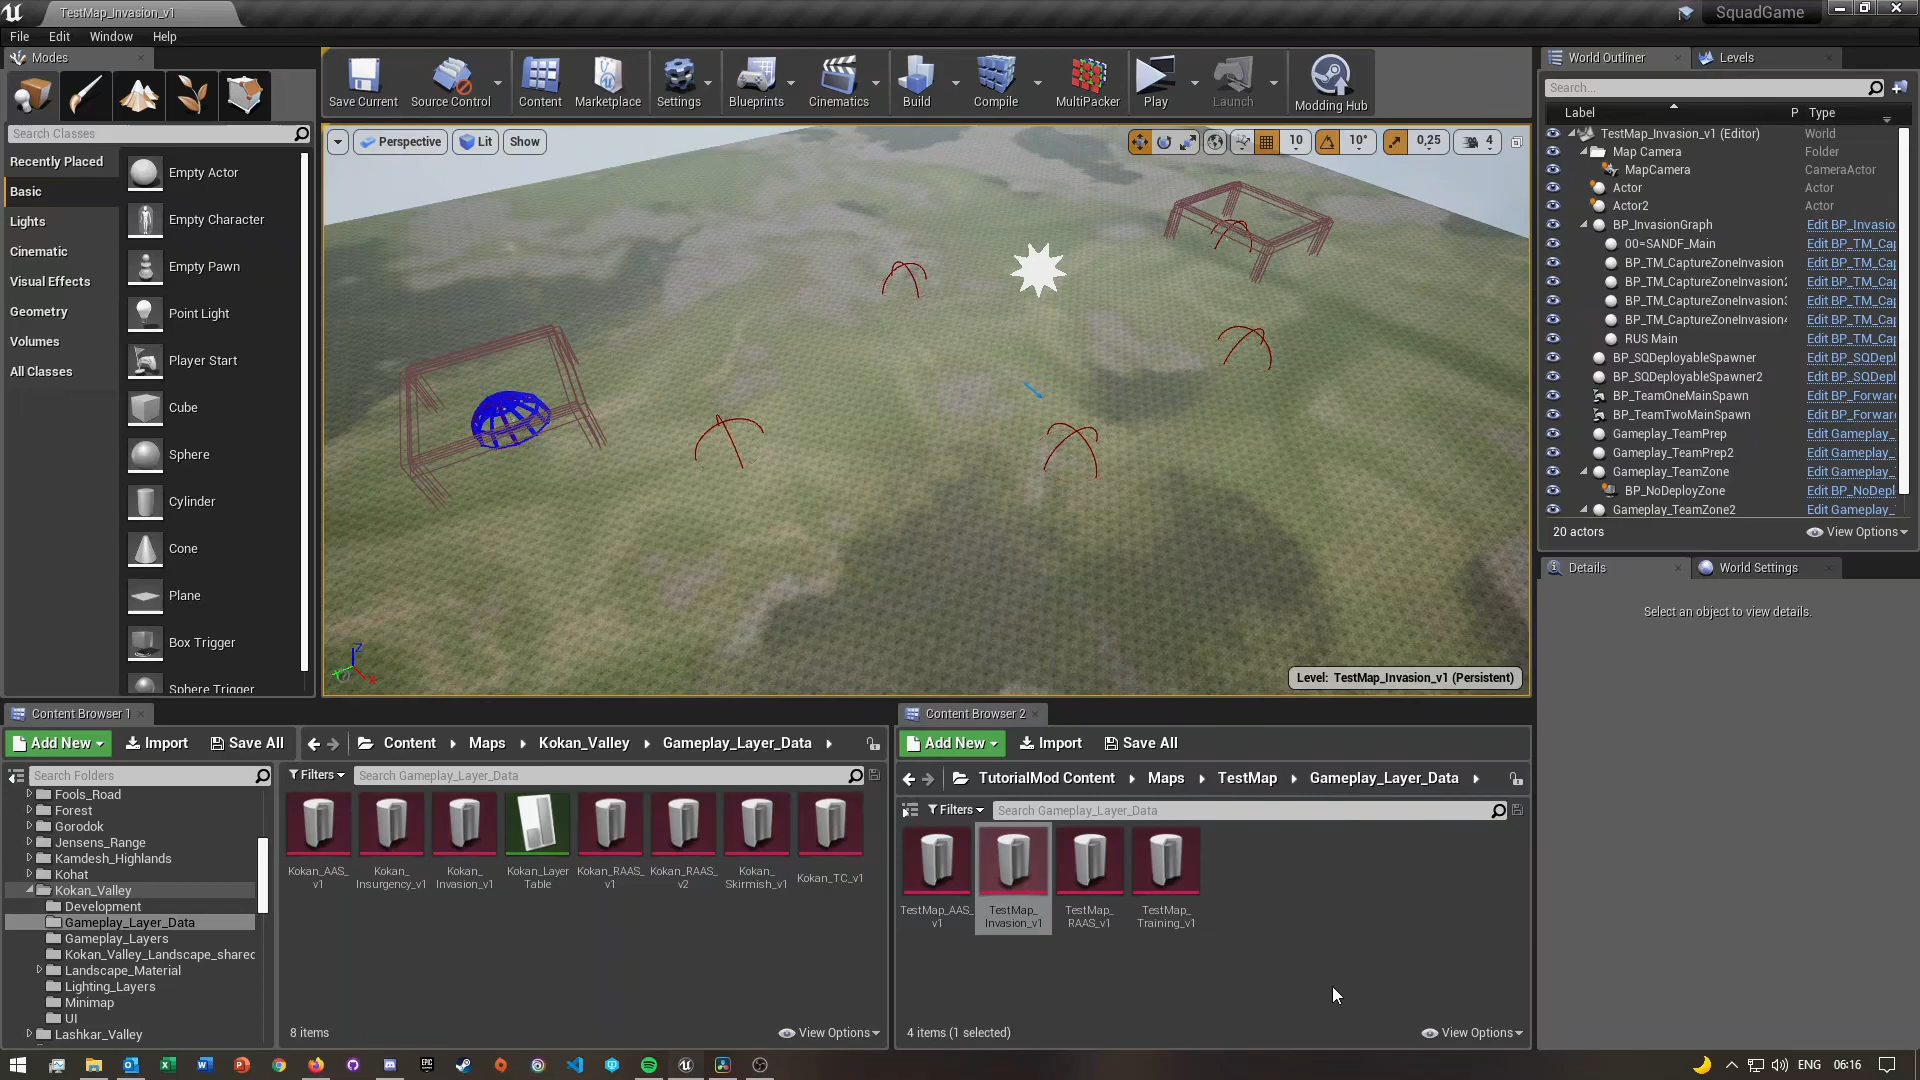 TestMap_Invasion_v1
SquadGame
File Edit Window Help
Modes
Search Classes
Recently Placed
Basic
Lights
Cinematic
Visual Effects
Geometry
Volumes
All Classes
Empty Actor
Empty Character
Empty Pawn
Point Light
Player Start
Cube
Sphere
Cylinder
Cone
Plane
Box Trigger
Sphere Trigger
Save Current Source Control Content Marketplace Settings Blueprints Cinematics Build Compile MultiPacker Play Launch Modding Hub
Perspective Lit Show
10 10° 0,25 4
Level: TestMap_Invasion_v1 (Persistent)
World Outliner Levels
Search...
Label P Type
TestMap_Invasion_v1 (Editor) World
Map Camera Folder
MapCamera CameraActor
Actor Actor
Actor2 Actor
BP_InvasionGraph Edit BP_Invasio
00=SANDF_Main Edit BP_TM_Cap
BP_TM_CaptureZoneInvasion Edit BP_TM_Cap
BP_TM_CaptureZoneInvasion2 Edit BP_TM_Cap
BP_TM_CaptureZoneInvasion3 Edit BP_TM_Cap
BP_TM_CaptureZoneInvasion4 Edit BP_TM_Cap
RUS Main Edit BP_TM_Cap
BP_SQDeployableSpawner Edit BP_SQDepl
BP_SQDeployableSpawner2 Edit BP_SQDepl
BP_TeamOneMainSpawn Edit BP_Forwar
BP_TeamTwoMainSpawn Edit BP_Forwar
Gameplay_TeamPrep Edit Gameplay_
Gameplay_TeamPrep2 Edit Gameplay_
Gameplay_TeamZone Edit Gameplay_
BP_NoDeployZone Edit BP_NoDepl
Gameplay_TeamZone2 Edit Gameplay_
20 actors View Options
Details World Settings
Select an object to view details.
Content Browser 1
Add New Import Save All Content Maps Kokan_Valley Gameplay_Layer_Data
Search Folders
Filters Search Gameplay_Layer_Data
Fools_Road
Forest
Gorodok
Jensens_Range
Kamdesh_Highlands
Kohat
Kokan_Valley
Development
Gameplay_Layer_Data
Gameplay_Layers
Kokan_Valley_Landscape_sharec
Landscape_Material
Lighting_Layers
Minimap
UI
Lashkar_Valley
Kokan_AAS_
v1
Kokan_
Insurgency_v1
Kokan_
Invasion_v1
Kokan_Layer
Table
Kokan_RAAS_
v1
Kokan_RAAS_
v2
Kokan_
Skirmish_v1
Kokan_TC_v1
8 items View Options
Content Browser 2
Add New Import Save All
TutorialMod Content Maps TestMap Gameplay_Layer_Data
Filters Search Gameplay_Layer_Data
TestMap_AAS_
v1
TestMap_
Invasion_v1
TestMap_
RAAS_v1
TestMap_
Training_v1
4 items (1 selected) View Options
ENG 06:16